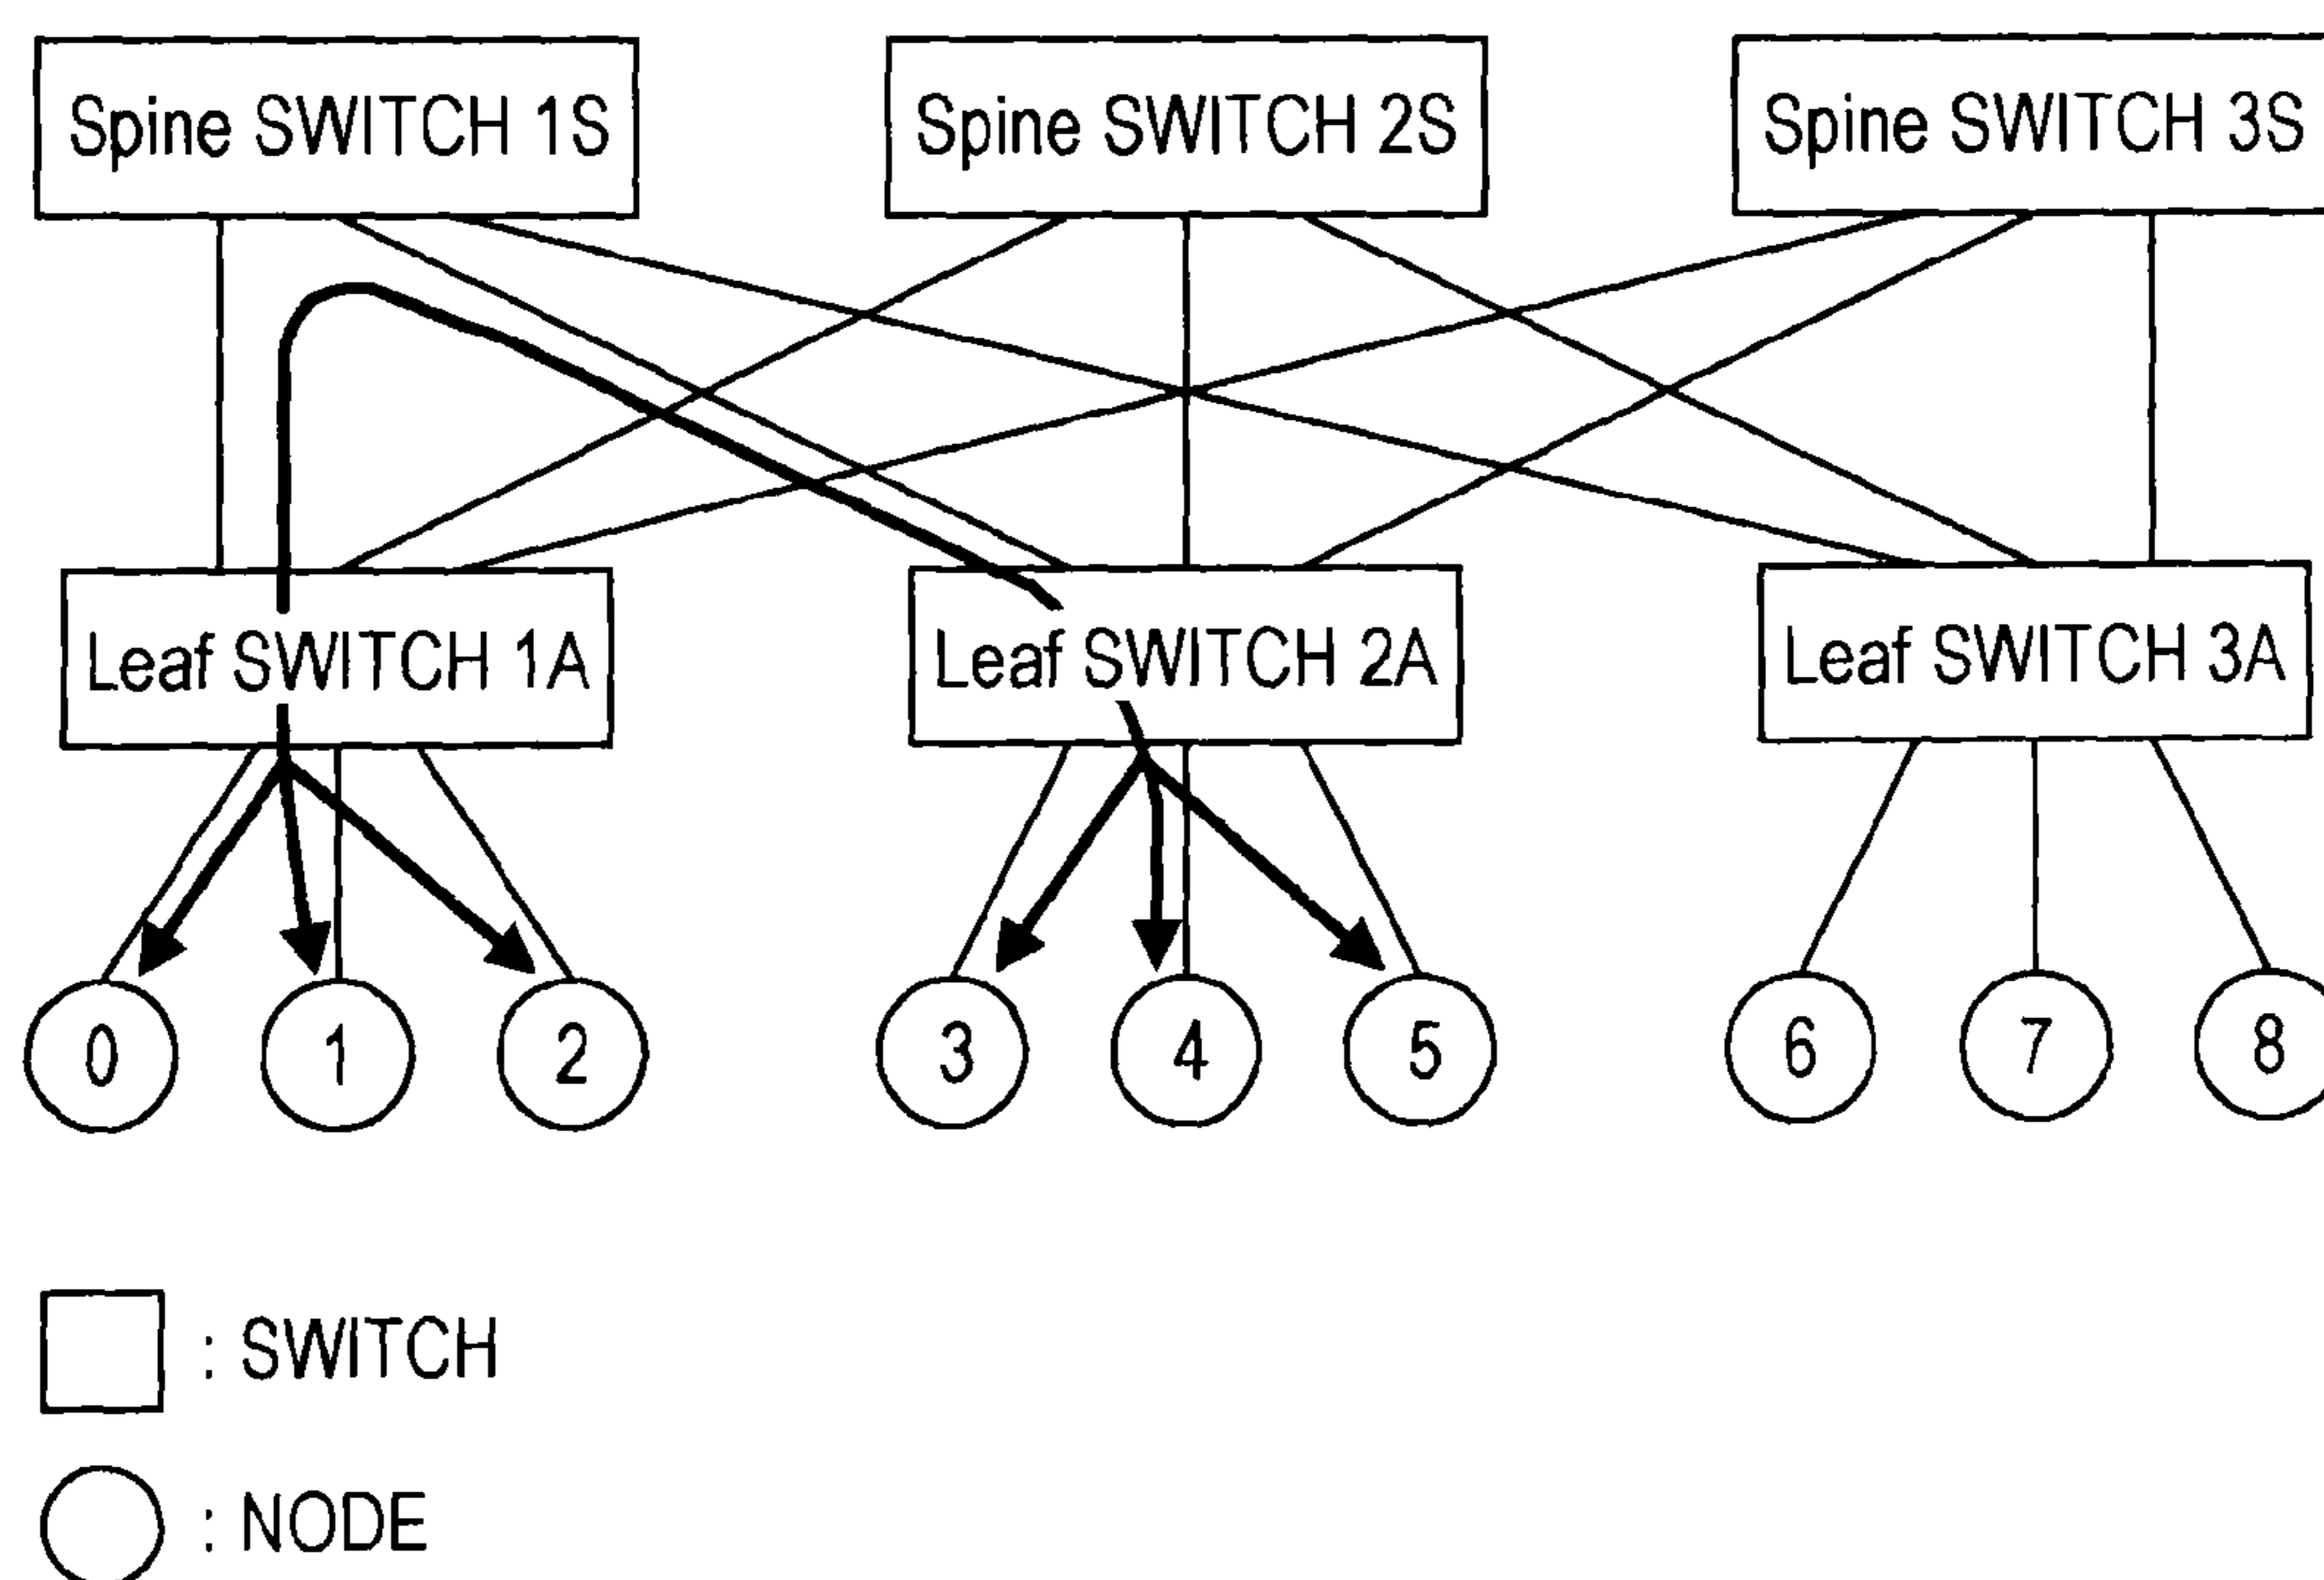 Spine SWITCH 1S
Spine SWITCH 2S
Spine SWITCH 3S
Leaf SWITCH 1A
Leaf SWITCH 2A
Leaf SWITCH 3A
0
1
2
3
4
5
6
7
8
: SWITCH
: NODE